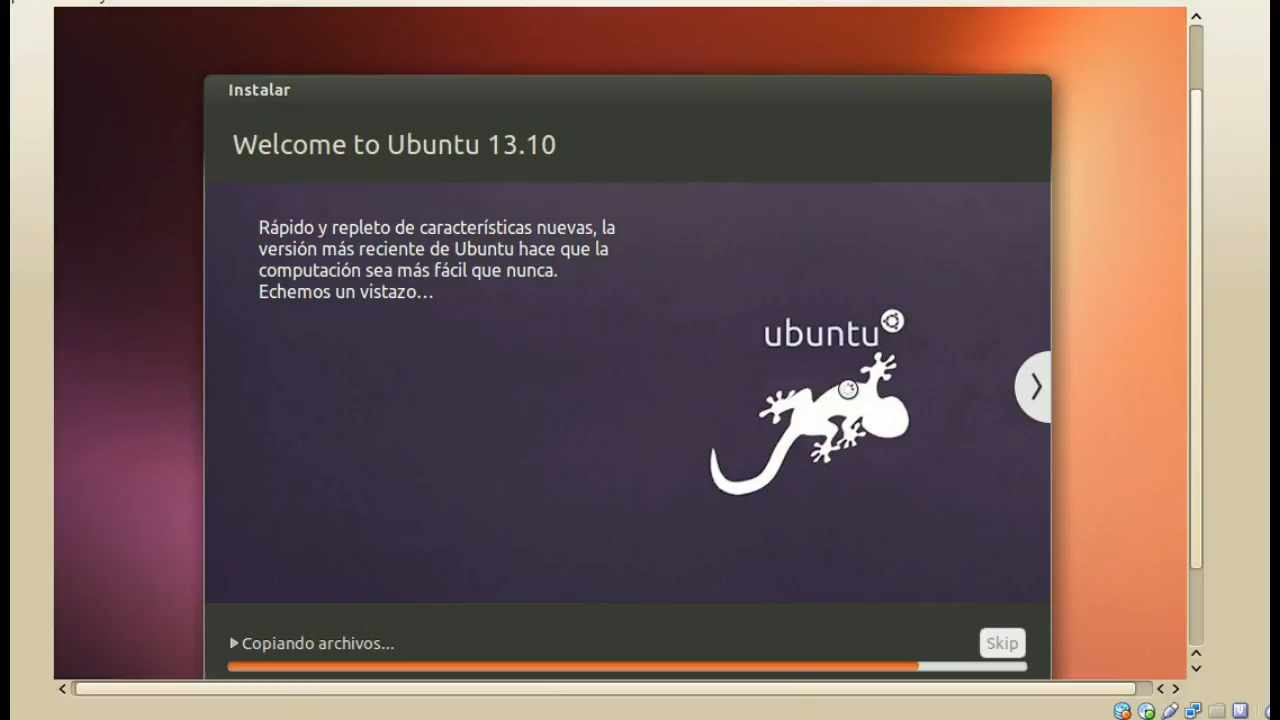 Instalar
Welcome to Ubuntu 13.10
Rápido y repleto de características nuevas, la
versión más reciente de Ubuntu hace que la
computación sea más fácil que nunca.
Echemos un vistazo...
ubuntu
Copiando archivos...
Skip